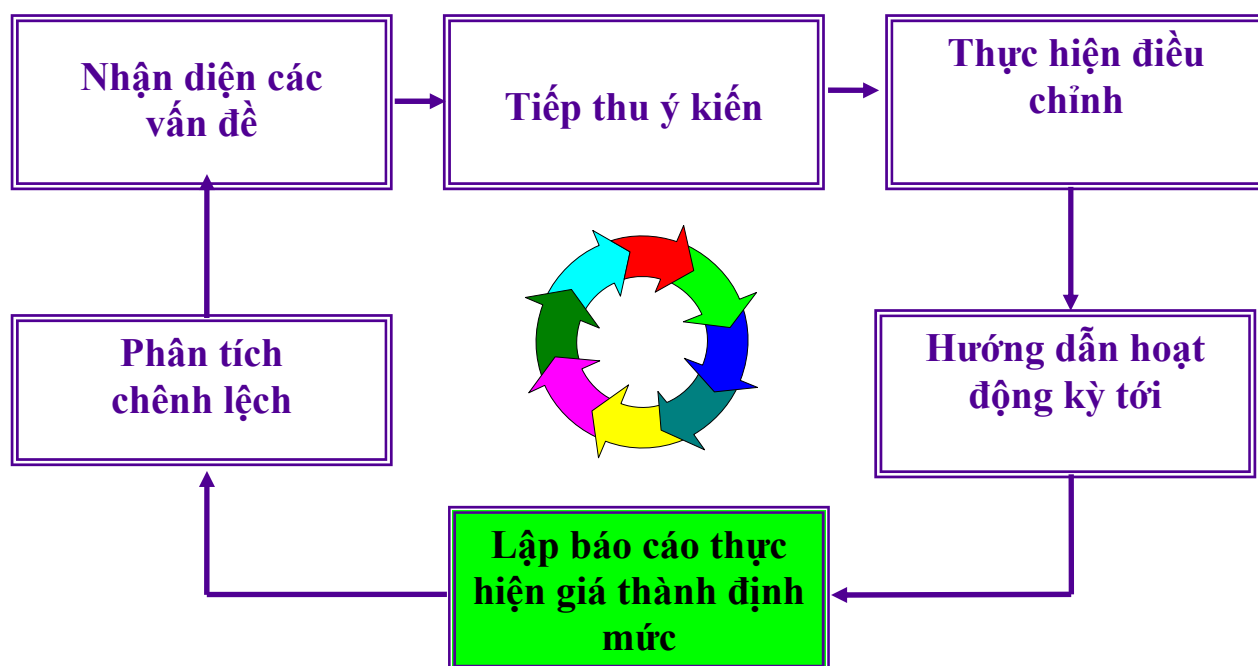 Nhận diện các
vấn đề
Tiếp thu ý kiến
Thực hiện điều
chỉnh
Phân tích
chênh lệch
Hướng dẫn hoạt
động kỳ tới
Lập báo cáo thực
hiện giá thành định
mức